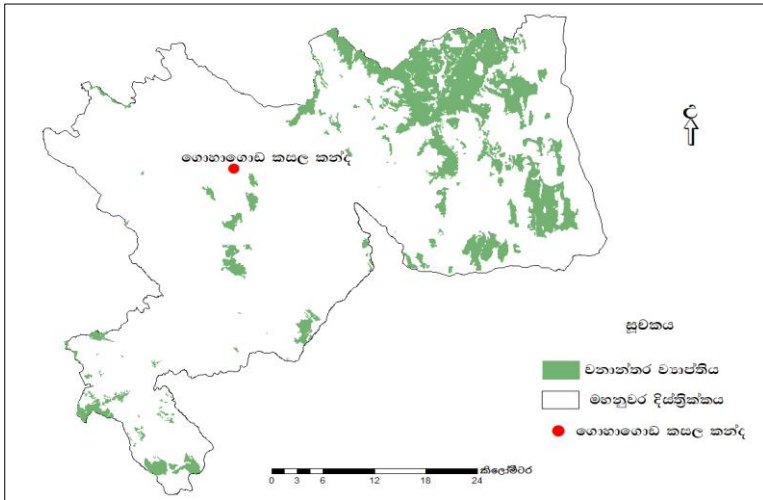 උ
ගොහාගොඩ කසල කන්ද
සූචකය
වනාන්තර ව්‍යාප්තිය
මහනුවර දිස්ත්‍රික්කය
ගොහාගොඩ කසල කන්ද
කිලෝමීටර
0 3 6 12 18 24